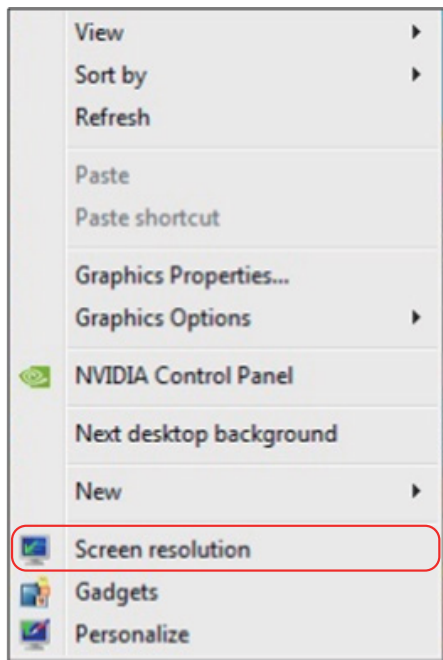 View
Sort by
Refresh
Paste
Paste shortcut
Graphics Properties...
Graphics Options
NVIDIA Control Panel
Next desktop background
New
Screen resolution
Gadgets
Personalize